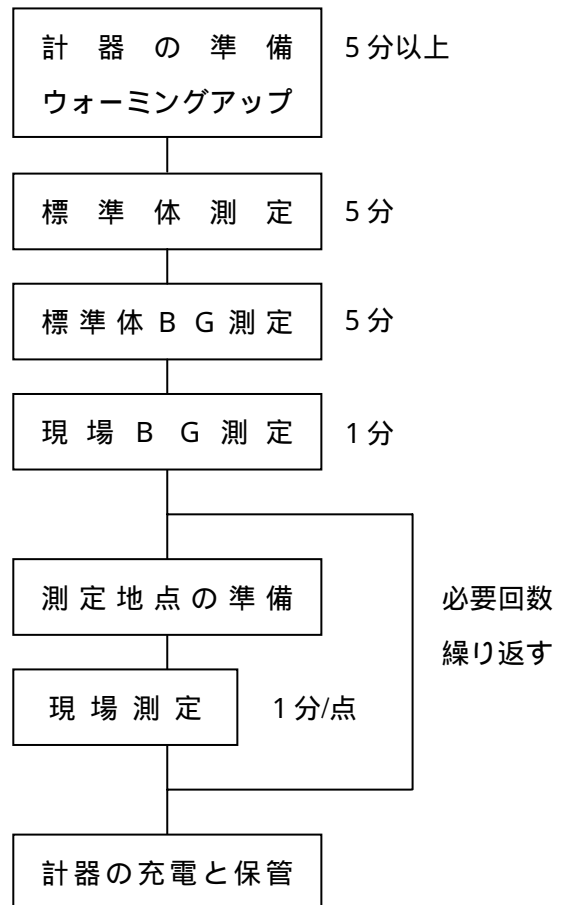 計器の準備 5分以上
ウォーミングアップ
標準体測定 5分
標準体BG測定 5分
現場BG測定 1分
測定地点の準備 必要回数
繰り返す
現場測定 1分/点
計器の充電と保管